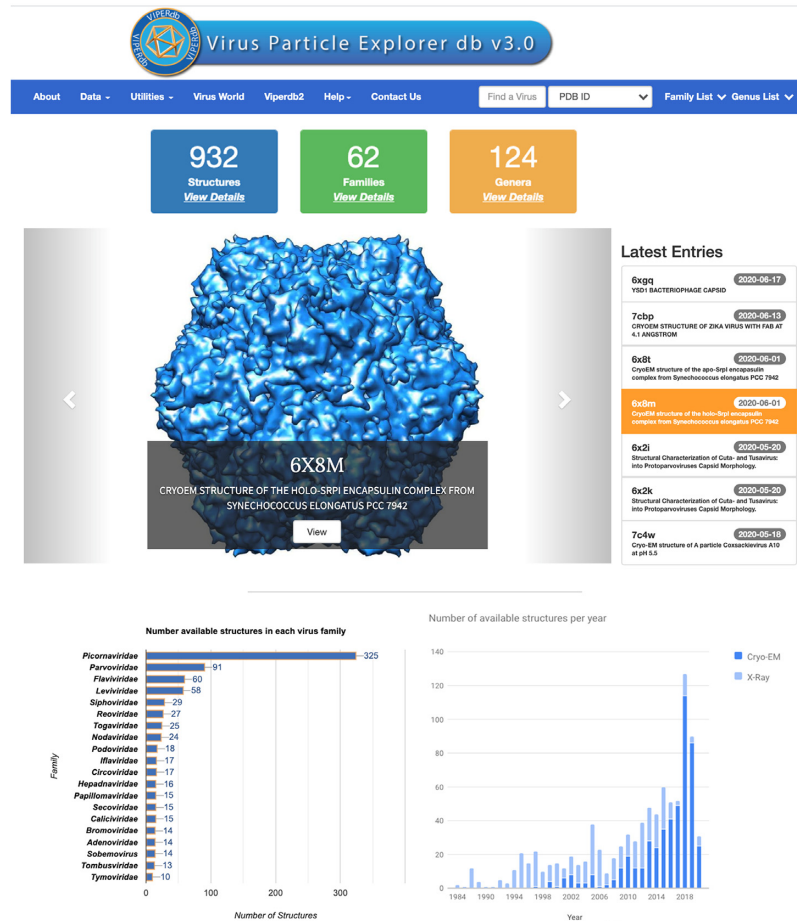 VIPERdb VIPERdb VIPERdb
Virus Particle Explorer db v3.0
About Data Utilities Virus World Viperdb2 Help Contact Us Find a Virus PDB ID Family List Genus List
932 62 124
Structures Families Genera
View Details View Details View Details
Latest Entries
6xgq 2020-06-17
YSD1 BACTERIOPHAGE CAPSID
7cbp 2020-06-13
CRYOEM STRUCTURE OF ZIKA VIRUS WITH FAB AT
4.1 ANGSTROM
6x8t 2020-06-01
CryoEM structure of the apo-SrpI encapasulin
complex from Synechococcus elongatus PCC 7942
6x8m 2020-06-01
CryoEM structure of the holo-SrpI encapsulin
complex from Synechococcus elongatus PCC 7942
6x2i 2020-05-20
Structural Characterization of Cuta- and Tusavirus:
into Protoparvoviruses Capsid Morphology.
6x2k 2020-05-20
Structural Characterization of Cuta- and Tusavirus:
into Protoparvoviruses Capsid Morphology.
7c4w 2020-05-18
Cryo-EM structure of A particle Coxsackievirus A10
at pH 5.5
6X8M
CRYOEM STRUCTURE OF THE HOLO-SRPI ENCAPSULIN COMPLEX FROM
SYNECHOCOCCUS ELONGATUS PCC 7942
View
Number available structures in each virus family
Picornaviridae 325
Parvoviridae 91
Flaviviridae 60
Leviviridae 58
Siphoviridae 29
Reoviridae 27
Togaviridae 25
Nodaviridae 24
Podoviridae 18
Iflaviridae 17
Circoviridae 17
Hepadnaviridae 16
Papillomaviridae 15
Secoviridae 15
Caliciviridae 15
Bromoviridae 14
Adenoviridae 14
Sobemovirus 14
Tombusviridae 13
Tymoviridae 10
Family
0 100 200 300
Number of Structures
Number of available structures per year
140
120
100
80
60
40
20
0
1984 1986 1990 1994 1998 2002 2006 2010 2014 2018
Year
Cryo-EM
X-Ray